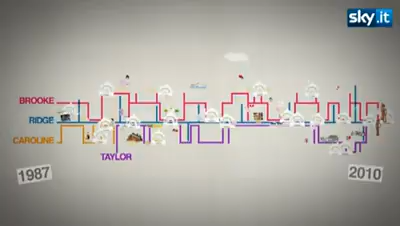 sky.it
BROOKE
RIDGE
CAROLINE
TAYLOR
1987
2010